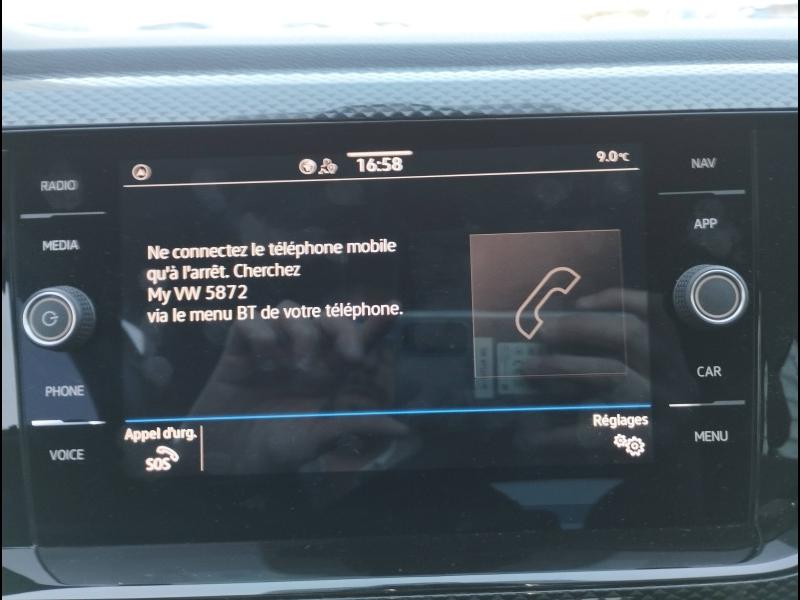 16:58
9.0°C
RADIO
NAV
MEDIA
APP
Ne connectez le téléphone mobile
qu'à l'arrêt. Cherchez
My VW 5872
via le menu BT de votre téléphone.
PHONE
CAR
Appel d'urg.
Réglages
SOS
VOICE
MENU